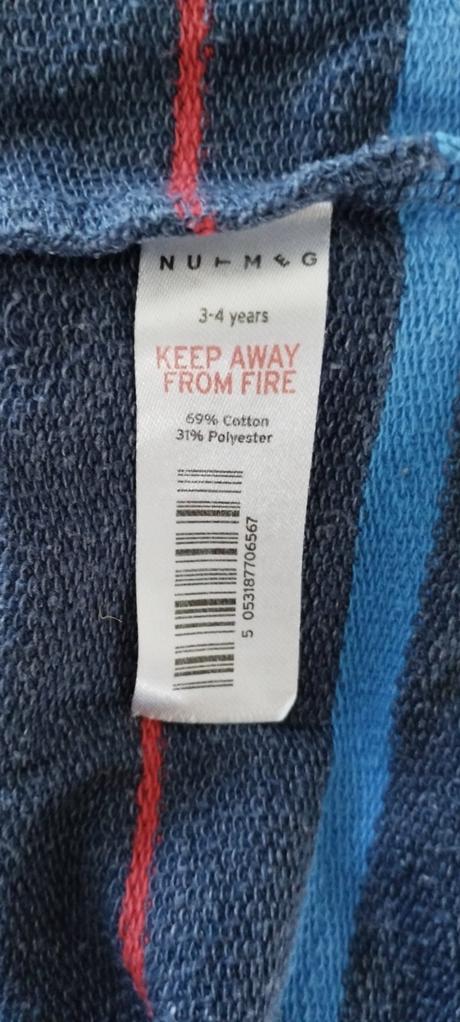 NUTMEG
3-4 years
KEEP AWAY
FROM FIRE
69% Cotton
31% Polyester
5 053187706567